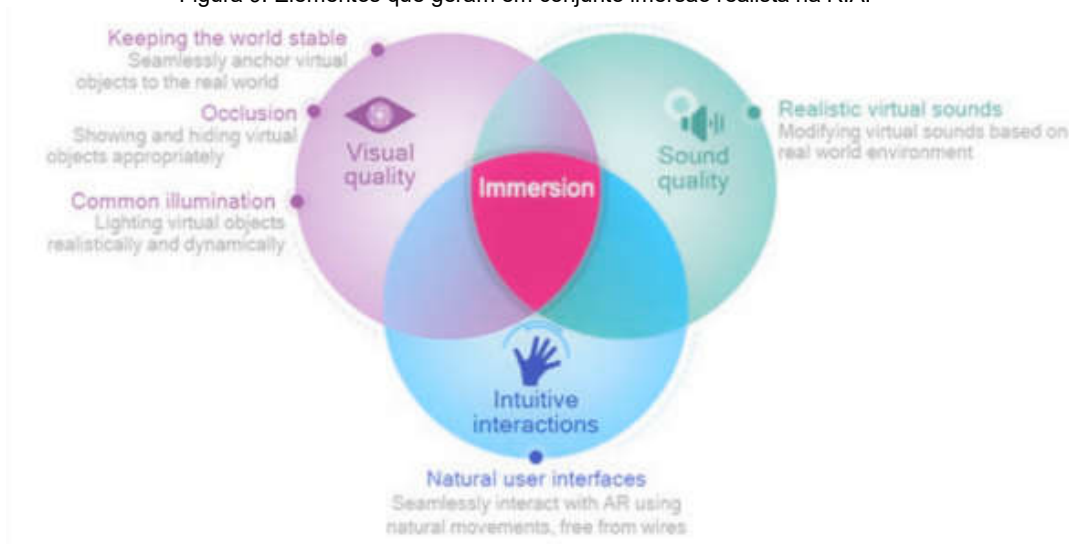 Keeping the world stable
Seamlessly anchor virtual
objects to the real world
Occlusion
Showing and hiding virtual
objects appropriately
Common illumination
Lighting virtual objects
realistically and dynamically
Visual
quality
Immersion
Sound
quality
Realistic virtual sounds
Modifying virtual sounds based on
real world environment
Intuitive
interactions
Natural user interfaces
Seamlessly interact with AR using
natural movements, free from wires